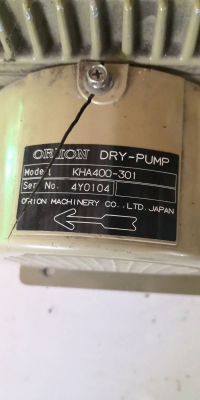 ORION DRY-PUMP
Model KHA400-301
Ser No. 4Y0104
ORION MACHINERY CO., LTD. JAPAN